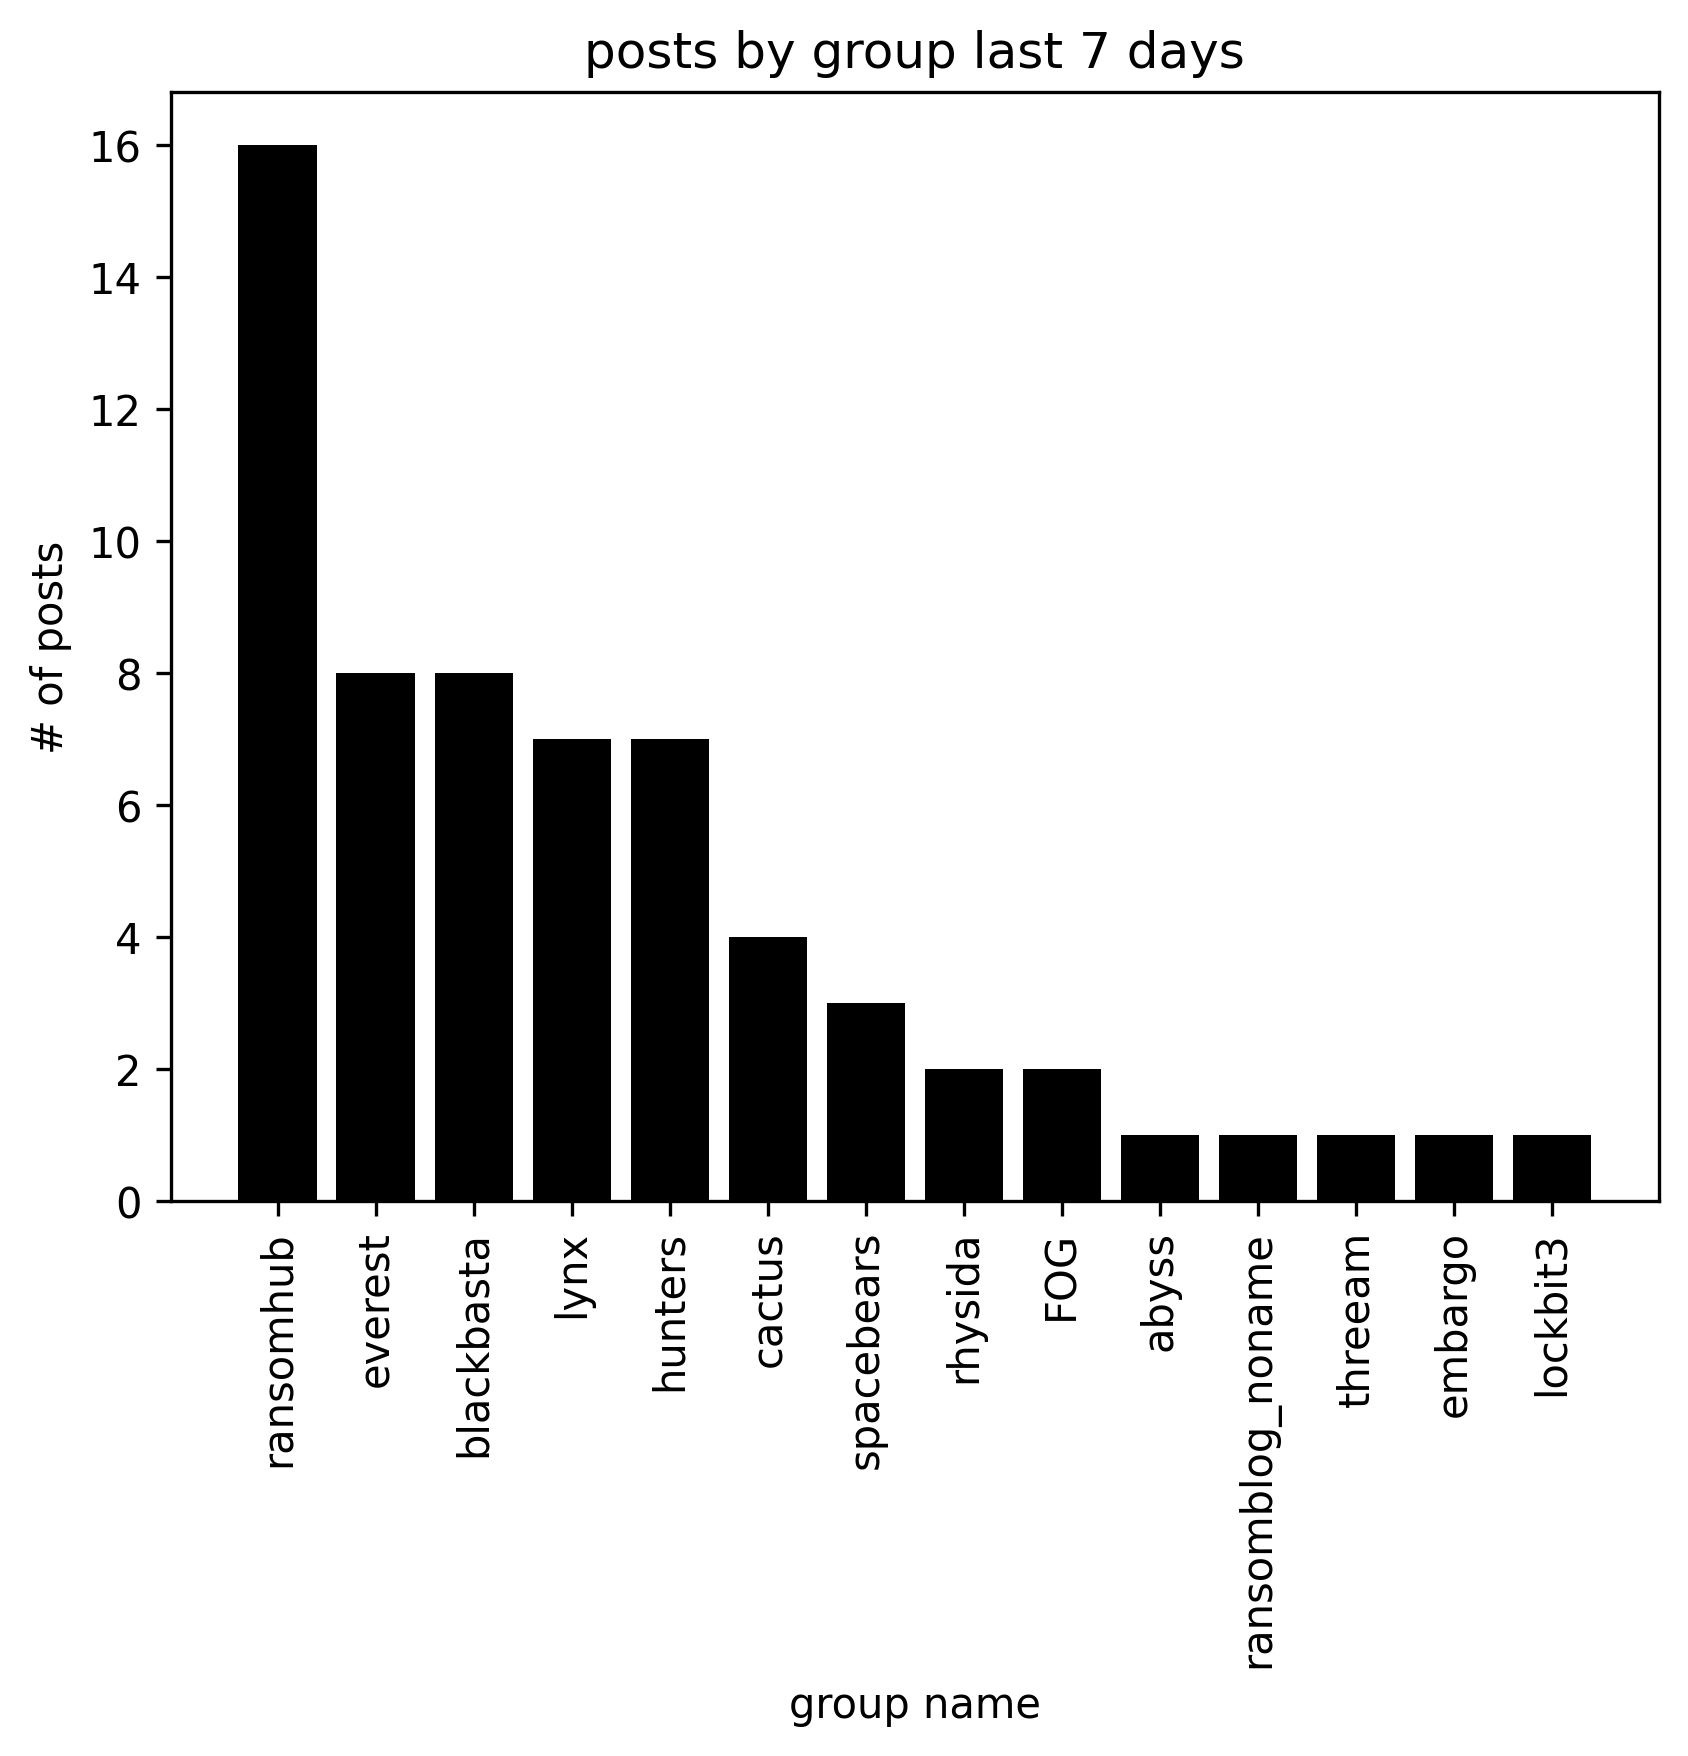 posts by group last 7 days
# of posts
16
14
12
10
8
6
4
2
0
ransomhub
everest
blackbasta
lynx
hunters
cactus
spacebears
rhysida
FOG
abyss
ransomblog_noname
threeam
embargo
lockbit3
group name